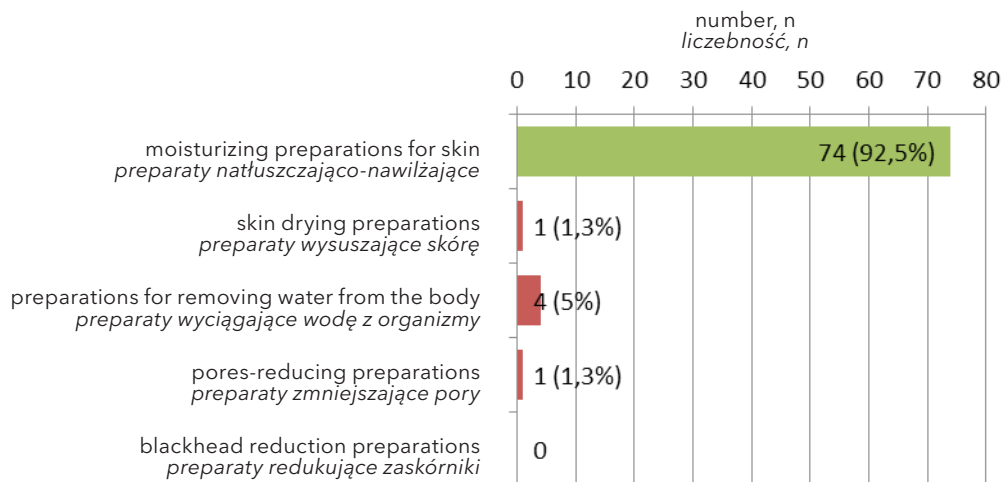 number, n
liczebność, n
0 10 20 30 40 50 60 70 80
moisturizing preparations for skin
preparaty natłuszczająco-nawilżające
74 (92,5%)
skin drying preparations
preparaty wysuszające skórę
1 (1,3%)
preparations for removing water from the body
preparaty wyciągające wodę z organizmy
4 (5%)
pores-reducing preparations
preparaty zmniejszające pory
1 (1,3%)
blackhead reduction preparations
preparaty redukujące zaskórniki
0